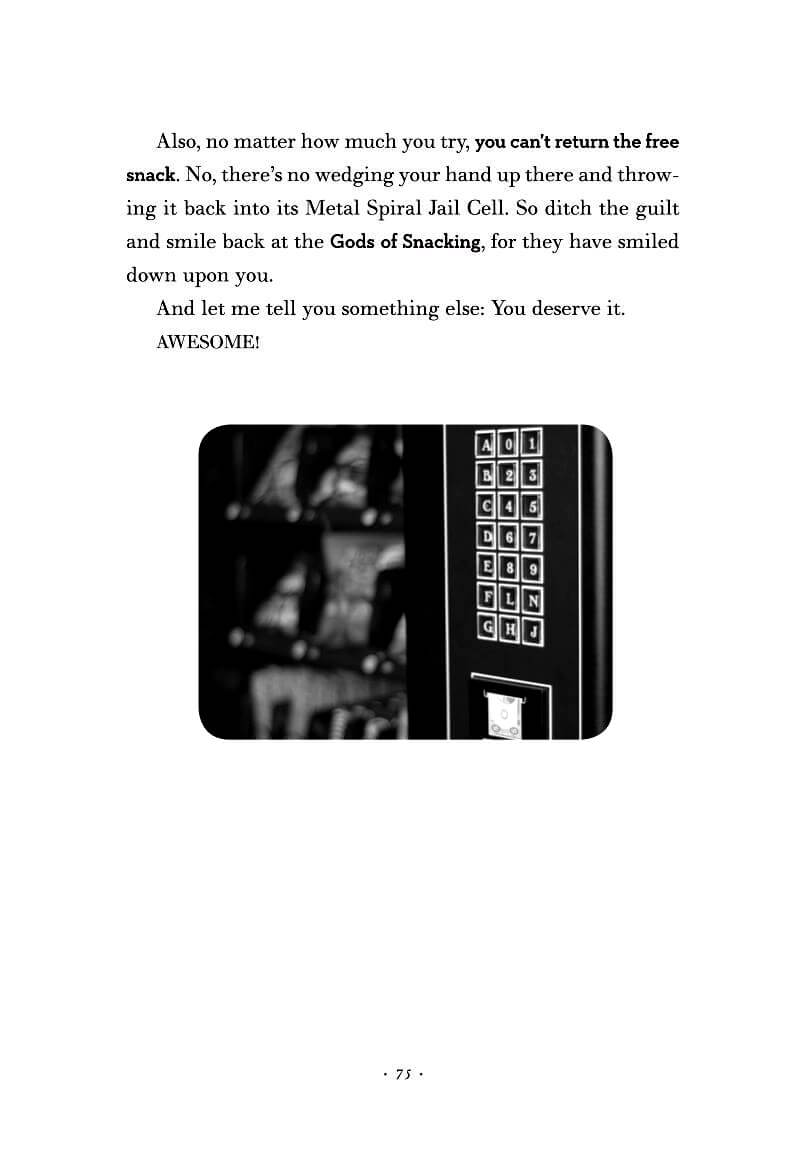 Also, no matter how much you try, you can't return the free
snack. No, there's no wedging your hand up there and throw-
ing it back into its Metal Spiral Jail Cell. So ditch the guilt
and smile back at the Gods of Snacking, for they have smiled
down upon you.
And let me tell you something else: You deserve it.
AWESOME!
A 0 1
B 2 3
C 4 5
D 6 7
E 8 9
F L N
G H J
· 75 ·